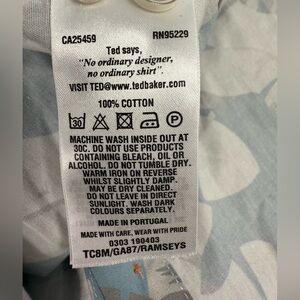 CA25459 RN95229
Ted says,
"No ordinary designer,
no ordinary shirt".
VISIT TED@www.tedbaker.com
100% COTTON
30
MACHINE WASH INSIDE OUT AT
30C. DO NOT USE PRODUCTS
CONTAINING BLEACH, OIL OR
ALCOHOL. DO NOT TUMBLE DRY.
WARM IRON ON REVERSE
WHILST SLIGHTLY DAMP.
MAY BE DRY CLEANED.
DO NOT LEAVE IN DIRECT
SUNLIGHT. WASH DARK
COLOURS SEPARATELY.
MADE IN PORTUGAL
MADE WITH CARE, WEAR WITH PRIDE
0303 190403
TC8M/GA87/RAMSEYS